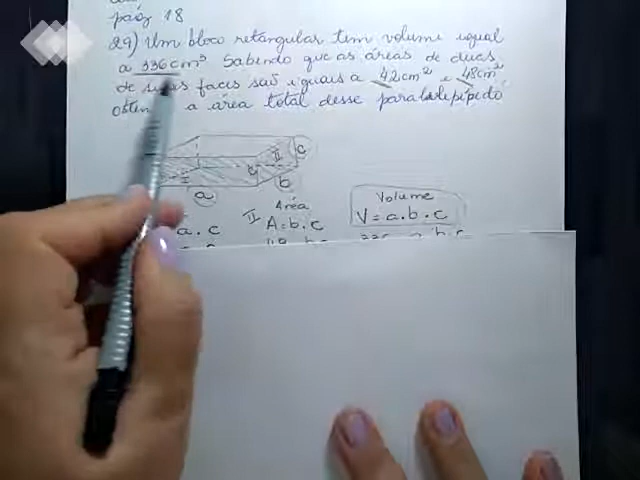 pág 18
29) Um bloco retangular tem volume igual
a 336cm³ Sabendo que as áreas de duas
de suas faces são iguais a 42cm² e 48cm²
a área total desse paralelepípedo
II c
I c b
a
Área
a.c II A=b.c
Volume
V=a.b.c